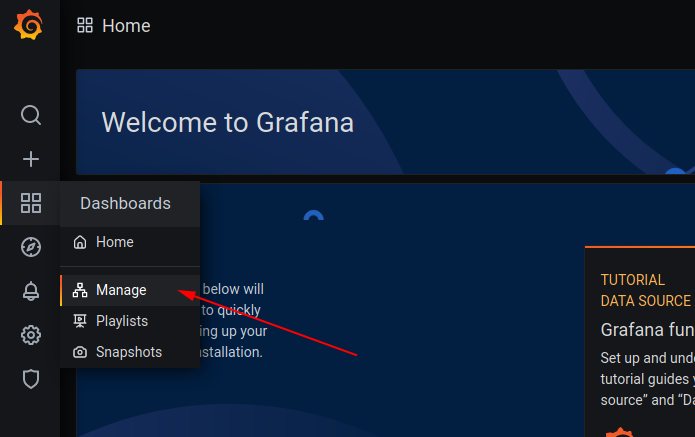 Home
Welcome to Grafana
Dashboards
Home
Manage
Playlists
Snapshots
below will
to quickly
ing up your
stallation.
TUTORIAL
DATA SOURCE
Grafana fun
Set up and unde
tutorial guides y
source” and “Da